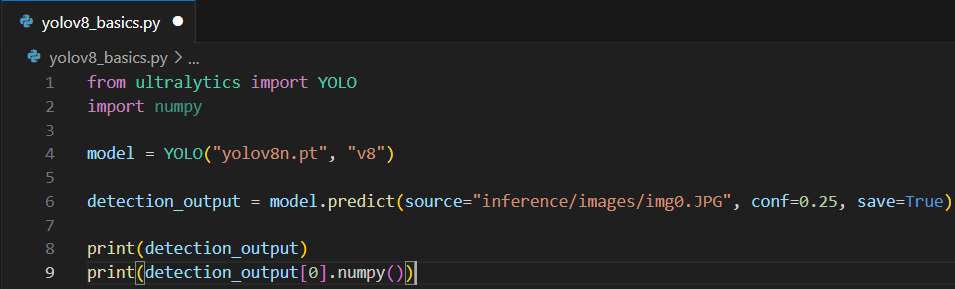 yolov8_basics.py
yolov8_basics.py > ...
1 from ultralytics import YOLO
2 import numpy
3
4 model = YOLO("yolov8n.pt", "v8")
5
6 detection_output = model.predict(source="inference/images/img0.JPG", conf=0.25, save=True)
7
8 print(detection_output)
9 print(detection_output[0].numpy())